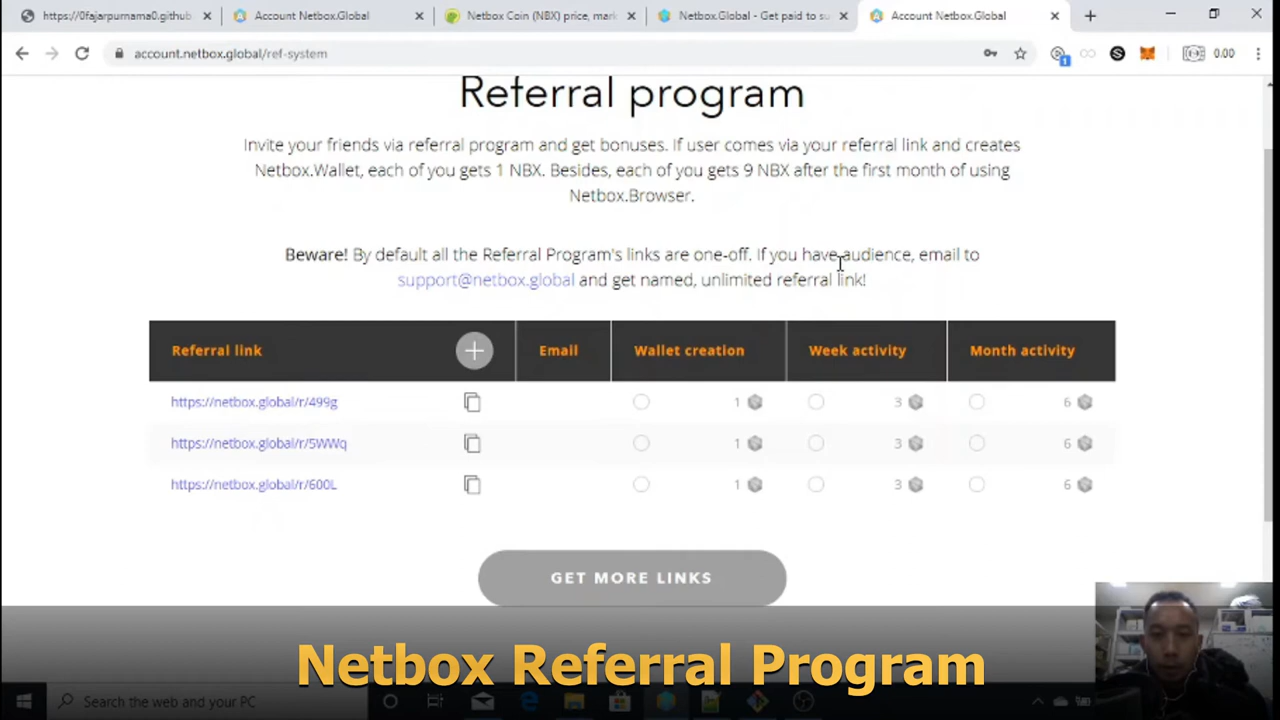 https://0fajarpurnama0.github
Account Netbox.Global
Netbox Coin (NBX) price, mark
Netbox.Global - Get paid to su
Account Netbox.Global
account.netbox.global/ref-system
1
0.00
Referral program
Invite your friends via referral program and get bonuses. If user comes via your referral link and creates
Netbox.Wallet, each of you gets 1 NBX. Besides, each of you gets 9 NBX after the first month of using
Netbox.Browser.
Beware! By default all the Referral Program's links are one-off. If you have audience, email to
support@netbox.global and get named, unlimited referral link!
Referral link Email Wallet creation Week activity Month activity
https://netbox.global/r/499g 1 3 6
https://netbox.global/r/5WWq 1 3 6
https://netbox.global/r/600L 1 3 6
GET MORE LINKS
Netbox Referral Program
Search the web and your PC